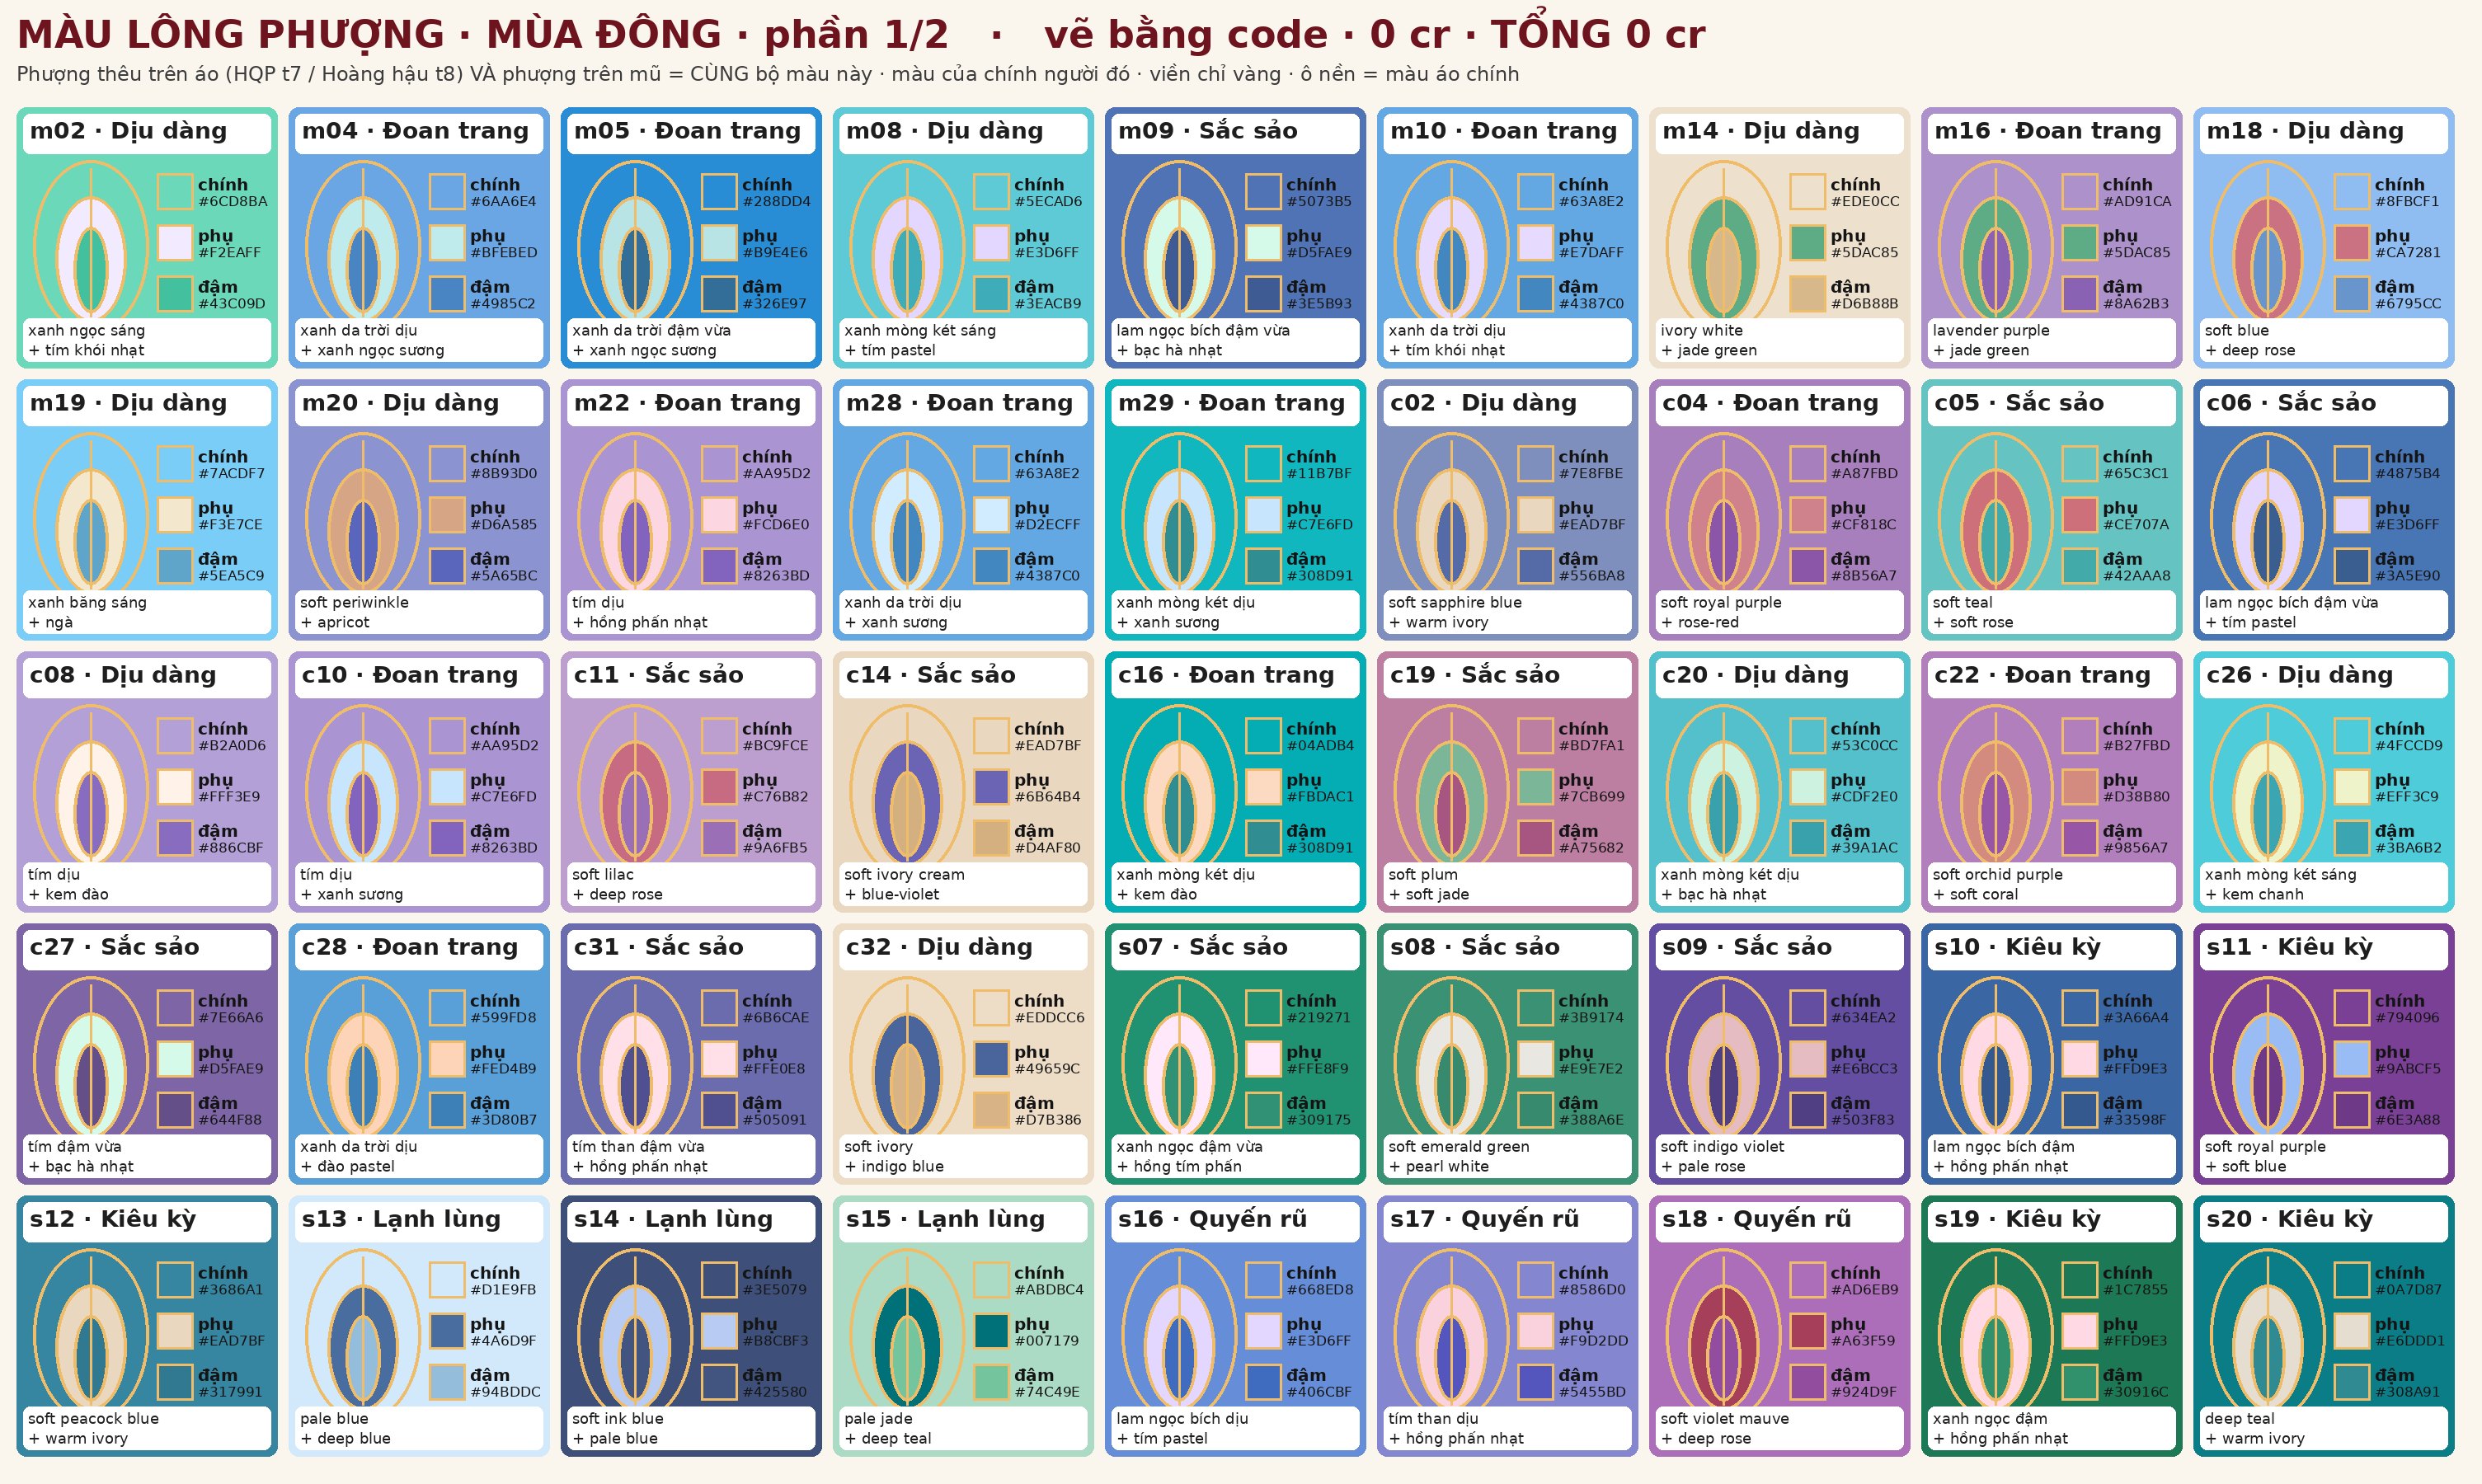 MÀU LÔNG PHƯỢNG · MÙA ĐÔNG · phần 1/2 · vẽ bằng code · 0 cr · TỔNG 0 cr
Phượng thêu trên áo (HQP t7 / Hoàng hậu t8) VÀ phượng trên mũ = CÙNG bộ màu này · màu của chính người đó · viền chỉ vàng · ô nền = màu áo chính
m02 · Dịu dàng
chính
#6CD8BA
phụ
#F2EAFF
đậm
#43C09D
xanh ngọc sáng
+ tím khói nhạt
m04 · Đoan trang
chính
#6AA6E4
phụ
#BFEBED
đậm
#4985C2
xanh da trời dịu
+ xanh ngọc sương
m05 · Đoan trang
chính
#288DD4
phụ
#B9E4E6
đậm
#326E97
xanh da trời đậm vừa
+ xanh ngọc sương
m08 · Dịu dàng
chính
#5ECAD6
phụ
#E3D6FF
đậm
#3EACB9
xanh mòng két sáng
+ tím pastel
m09 · Sắc sảo
chính
#5073B5
phụ
#D5FAE9
đậm
#3E5B93
lam ngọc bích đậm vừa
+ bạc hà nhạt
m10 · Đoan trang
chính
#63A8E2
phụ
#E7DAFF
đậm
#4387C0
xanh da trời dịu
+ tím khói nhạt
m14 · Dịu dàng
chính
#EDE0CC
phụ
#5DAC85
đậm
#D6B88B
ivory white
+ jade green
m16 · Đoan trang
chính
#AD91CA
phụ
#5DAC85
đậm
#8A62B3
lavender purple
+ jade green
m18 · Dịu dàng
chính
#8FBCF1
phụ
#CA7281
đậm
#6795CC
soft blue
+ deep rose
m19 · Dịu dàng
chính
#7ACDF7
phụ
#F3E7CE
đậm
#5EA5C9
xanh băng sáng
+ ngà
m20 · Dịu dàng
chính
#8B93D0
phụ
#D6A585
đậm
#5A65BC
soft periwinkle
+ apricot
m22 · Đoan trang
chính
#AA95D2
phụ
#FCD6E0
đậm
#8263BD
tím dịu
+ hồng phấn nhạt
m28 · Đoan trang
chính
#63A8E2
phụ
#D2ECFF
đậm
#4387C0
xanh da trời dịu
+ xanh sương
m29 · Đoan trang
chính
#11B7BF
phụ
#C7E6FD
đậm
#308D91
xanh mòng két dịu
+ xanh sương
c02 · Dịu dàng
chính
#7E8FBE
phụ
#EAD7BF
đậm
#556BA8
soft sapphire blue
+ warm ivory
c04 · Đoan trang
chính
#A87FBD
phụ
#CF818C
đậm
#8B56A7
soft royal purple
+ rose-red
c05 · Sắc sảo
chính
#65C3C1
phụ
#CE707A
đậm
#42AAA8
soft teal
+ soft rose
c06 · Sắc sảo
chính
#4875B4
phụ
#E3D6FF
đậm
#3A5E90
lam ngọc bích đậm vừa
+ tím pastel
c08 · Dịu dàng
chính
#B2A0D6
phụ
#FFF3E9
đậm
#886CBF
tím dịu
+ kem đào
c10 · Đoan trang
chính
#AA95D2
phụ
#C7E6FD
đậm
#8263BD
tím dịu
+ xanh sương
c11 · Sắc sảo
chính
#BC9FCE
phụ
#C76B82
đậm
#9A6FB5
soft lilac
+ deep rose
c14 · Sắc sảo
chính
#EAD7BF
phụ
#6B64B4
đậm
#D4AF80
soft ivory cream
+ blue-violet
c16 · Đoan trang
chính
#04ADB4
phụ
#FBDAC1
đậm
#308D91
xanh mòng két dịu
+ kem đào
c19 · Sắc sảo
chính
#BD7FA1
phụ
#7CB699
đậm
#A75682
soft plum
+ soft jade
c20 · Dịu dàng
chính
#53C0CC
phụ
#CDF2E0
đậm
#39A1AC
xanh mòng két dịu
+ bạc hà nhạt
c22 · Đoan trang
chính
#B27FBD
phụ
#D38B80
đậm
#9856A7
soft orchid purple
+ soft coral
c26 · Dịu dàng
chính
#4FCCD9
phụ
#EFF3C9
đậm
#3BA6B2
xanh mòng két sáng
+ kem chanh
c27 · Sắc sảo
chính
#7E66A6
phụ
#D5FAE9
đậm
#644F88
tím đậm vừa
+ bạc hà nhạt
c28 · Đoan trang
chính
#599FD8
phụ
#FED4B9
đậm
#3D80B7
xanh da trời dịu
+ đào pastel
c31 · Sắc sảo
chính
#6B6CAE
phụ
#FFE0E8
đậm
#505091
tím than đậm vừa
+ hồng phấn nhạt
c32 · Dịu dàng
chính
#EDDCC6
phụ
#49659C
đậm
#D7B386
soft ivory
+ indigo blue
s07 · Sắc sảo
chính
#219271
phụ
#FFE8F9
đậm
#309175
xanh ngọc đậm vừa
+ hồng tím phấn
s08 · Sắc sảo
chính
#3B9174
phụ
#E9E7E2
đậm
#388A6E
soft emerald green
+ pearl white
s09 · Sắc sảo
chính
#634EA2
phụ
#E6BCC3
đậm
#503F83
soft indigo violet
+ pale rose
s10 · Kiêu kỳ
chính
#3A66A4
phụ
#FFD9E3
đậm
#33598F
lam ngọc bích đậm
+ hồng phấn nhạt
s11 · Kiêu kỳ
chính
#794096
phụ
#9ABCF5
đậm
#6E3A88
soft royal purple
+ soft blue
s12 · Kiêu kỳ
chính
#3686A1
phụ
#EAD7BF
đậm
#317991
soft peacock blue
+ warm ivory
s13 · Lạnh lùng
chính
#D1E9FB
phụ
#4A6D9F
đậm
#94BDDC
pale blue
+ deep blue
s14 · Lạnh lùng
chính
#3E5079
phụ
#B8CBF3
đậm
#425580
soft ink blue
+ pale blue
s15 · Lạnh lùng
chính
#ABDBC4
phụ
#007179
đậm
#74C49E
pale jade
+ deep teal
s16 · Quyến rũ
chính
#668ED8
phụ
#E3D6FF
đậm
#406CBF
lam ngọc bích dịu
+ tím pastel
s17 · Quyến rũ
chính
#8586D0
phụ
#F9D2DD
đậm
#5455BD
tím than dịu
+ hồng phấn nhạt
s18 · Quyến rũ
chính
#AD6EB9
phụ
#A63F59
đậm
#924D9F
soft violet mauve
+ deep rose
s19 · Kiêu kỳ
chính
#1C7855
phụ
#FFD9E3
đậm
#30916C
xanh ngọc đậm
+ hồng phấn nhạt
s20 · Kiêu kỳ
chính
#0A7D87
phụ
#E6DDD1
đậm
#308A91
deep teal
+ warm ivory